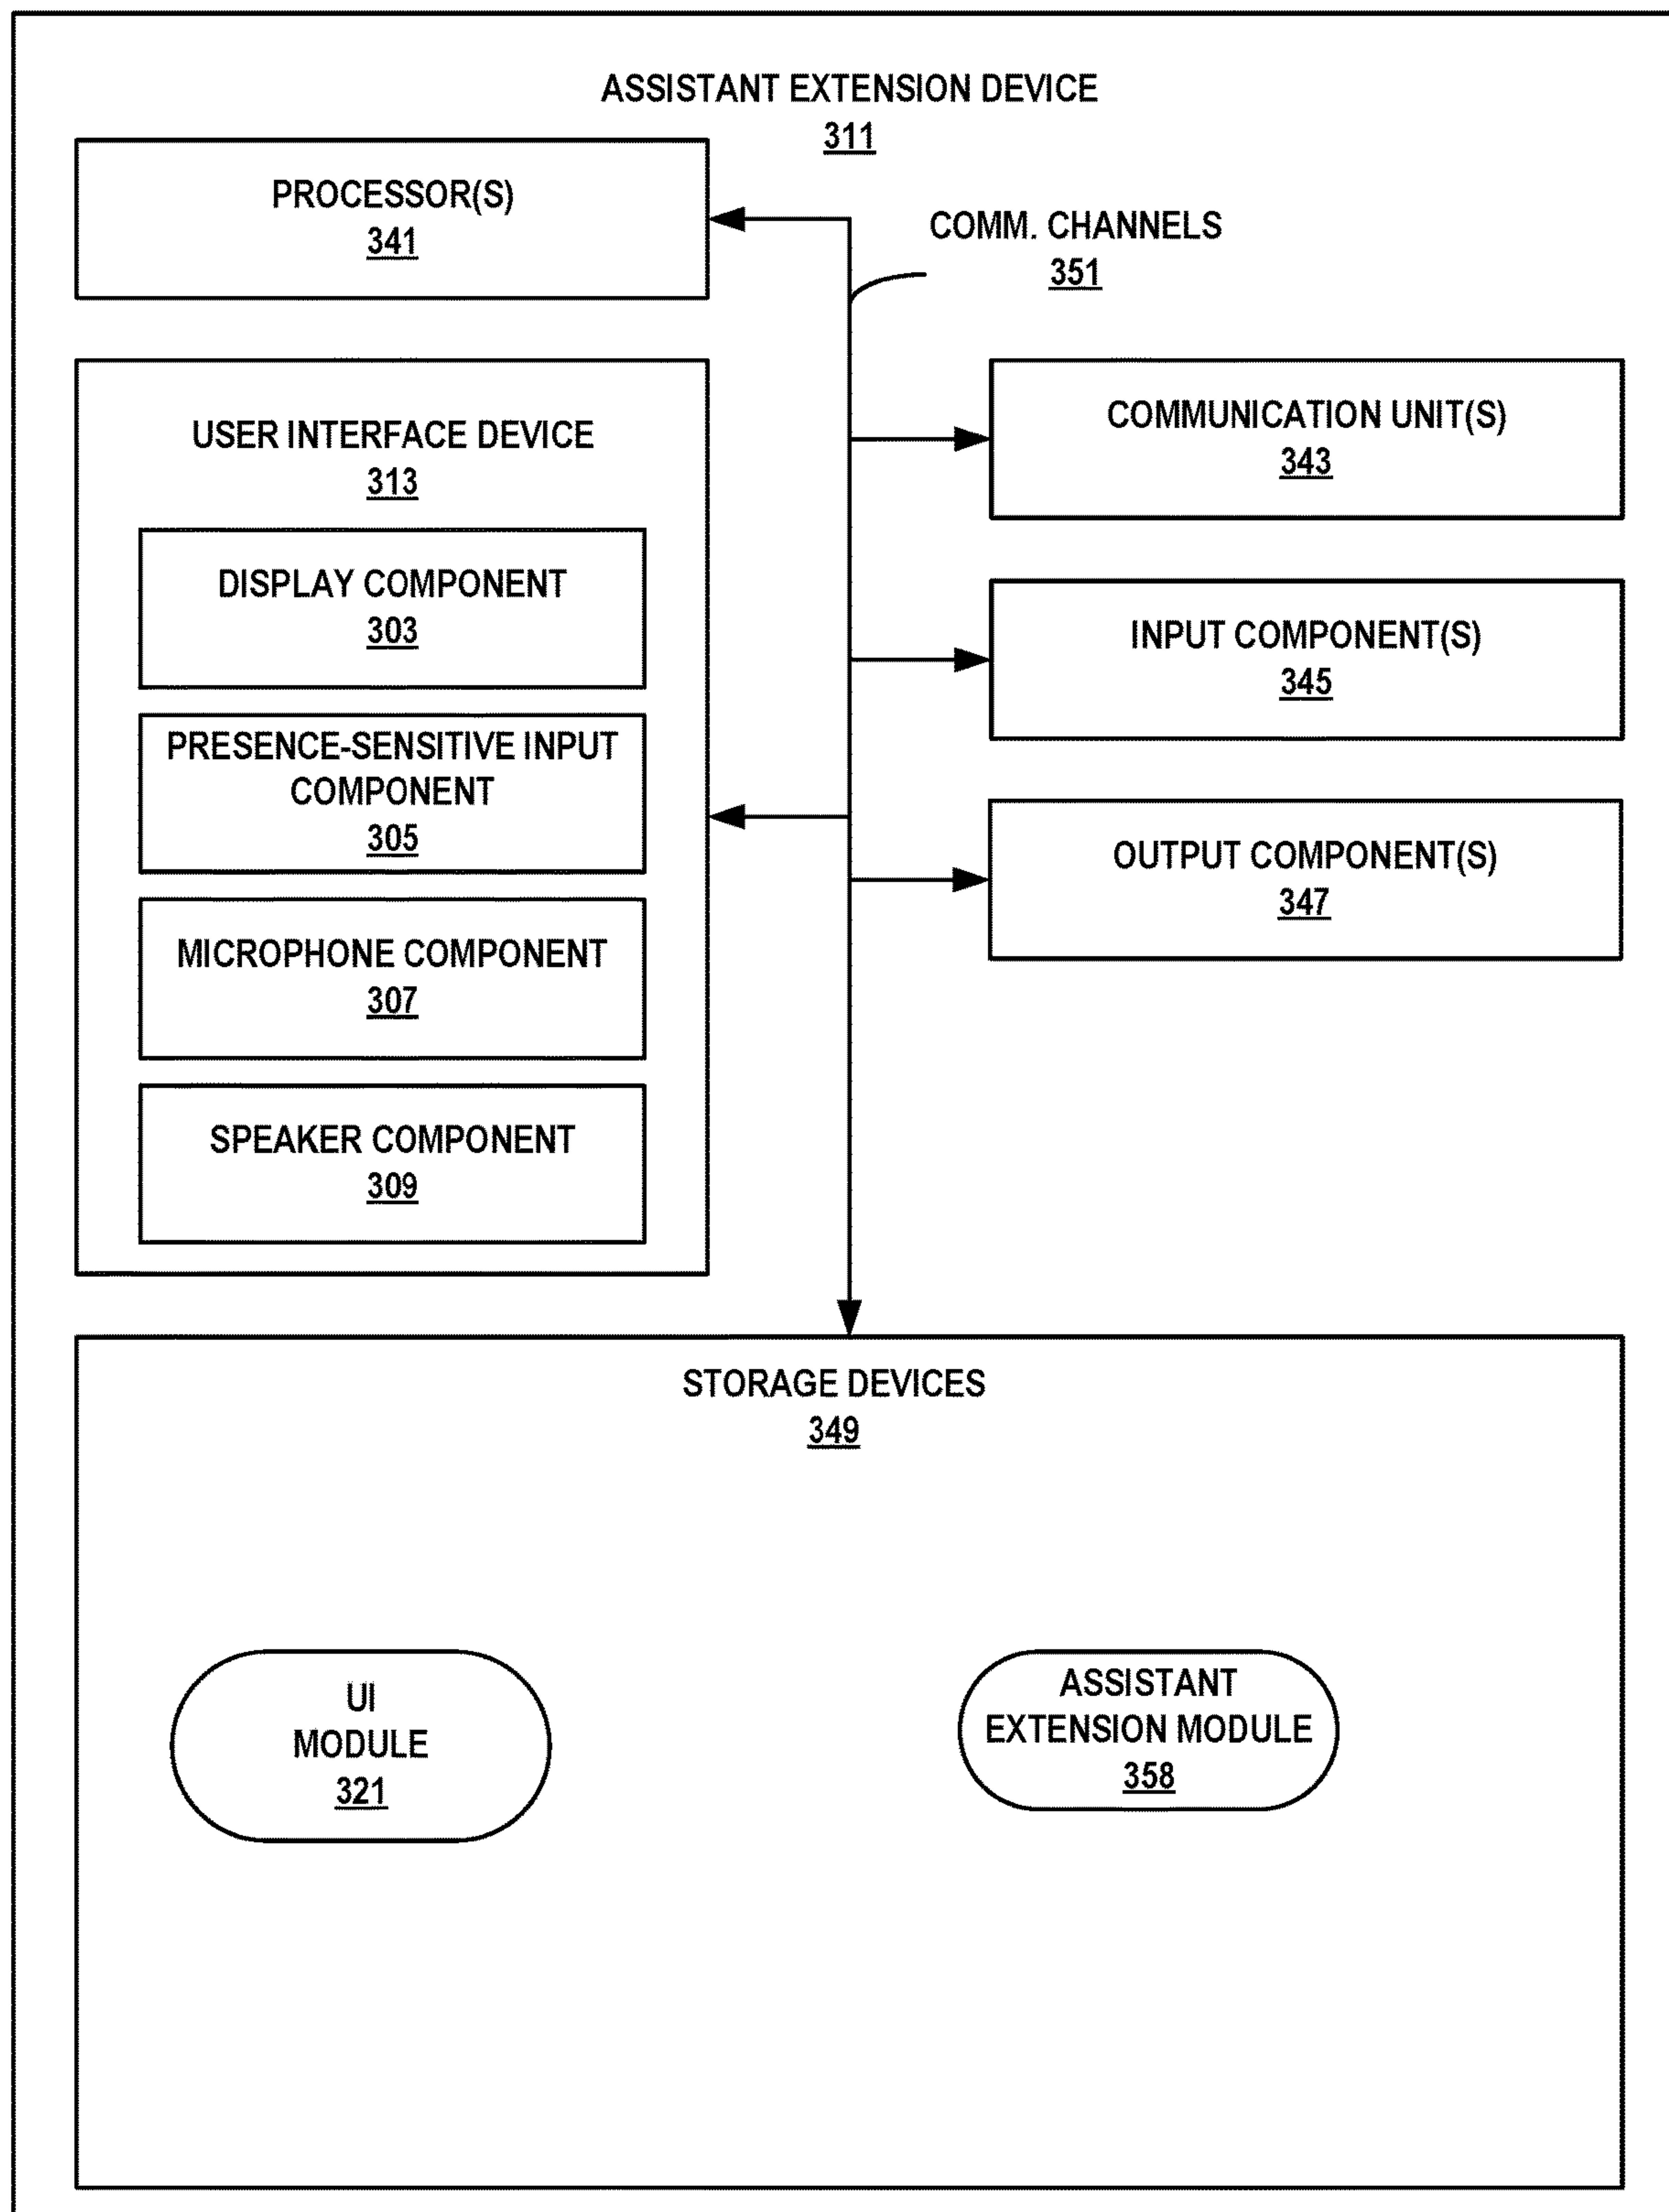 ASSISTANT EXTENSION DEVICE
311
PROCESSOR(S)
341
COMM. CHANNELS
351
USER INTERFACE DEVICE
313
DISPLAY COMPONENT
303
PRESENCE-SENSITIVE INPUT
COMPONENT
305
MICROPHONE COMPONENT
307
SPEAKER COMPONENT
309
COMMUNICATION UNIT(S)
343
INPUT COMPONENT(S)
345
OUTPUT COMPONENT(S)
347
STORAGE DEVICES
349
UI
MODULE
321
ASSISTANT
EXTENSION MODULE
358